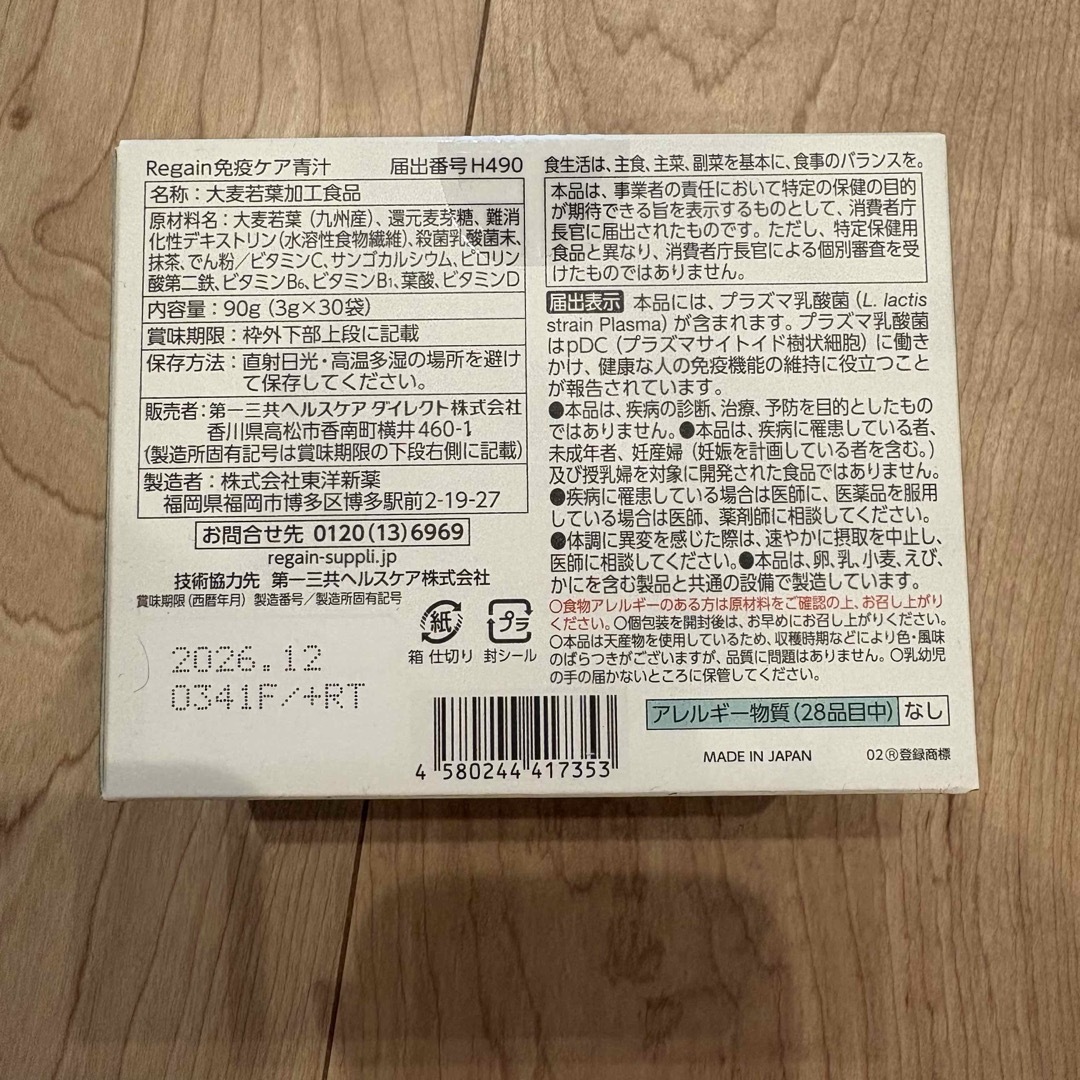 Regain免疫ケア青汁 届出番号H490
名称：大麦若葉加工食品
原材料名：大麦若葉（九州産）、還元麦芽糖、難消
化性デキストリン(水溶性食物繊維)、殺菌乳酸菌末、
抹茶、でん粉／ビタミンC、サンゴカルシウム、ピロリン
酸第二鉄、ビタミンB6、ビタミンB1、葉酸、ビタミンD
内容量：90g（3g×30袋）
賞味期限：枠外下部上段に記載
保存方法：直射日光・高温多湿の場所を避け
て保存してください。
販売者：第一三共ヘルスケア ダイレクト株式会社
香川県高松市香南町横井460-1
(製造所固有記号は賞味期限の下段右側に記載)
製造者：株式会社東洋新薬
福岡県福岡市博多区博多駅前2-19-27
お問合せ先 0120(13)6969
regain-suppli.jp
技術協力先 第一三共ヘルスケア株式会社
賞味期限(西暦年月) 製造番号／製造所固有記号
2026.12
0341F/+RT
紙
箱 仕切り
プラ
封シール
4 580244 417353
食生活は、主食、主菜、副菜を基本に、食事のバランスを。
本品は、事業者の責任において特定の保健の目的
が期待できる旨を表示するものとして、消費者庁
長官に届出されたものです。ただし、特定保健用
食品と異なり、消費者庁長官による個別審査を受
けたものではありません。
届出表示 本品には、プラズマ乳酸菌（L. lactis
strain Plasma）が含まれます。プラズマ乳酸菌
はpDC（プラズマサイトイド樹状細胞）に働き
かけ、健康な人の免疫機能の維持に役立つこと
が報告されています。
●本品は、疾病の診断、治療、予防を目的としたもの
ではありません。●本品は、疾病に罹患している者、
未成年者、妊産婦（妊娠を計画している者を含む。）
及び授乳婦を対象に開発された食品ではありません。
●疾病に罹患している場合は医師に、医薬品を服用
している場合は医師、薬剤師に相談してください。
●体調に異変を感じた際は、速やかに摂取を中止し、
医師に相談してください。●本品は、卵、乳、小麦、えび、
かにを含む製品と共通の設備で製造しています。
○食物アレルギーのある方は原材料をご確認の上、お召し上がり
ください。○個包装を開封後は、お早めにお召し上がりください。
○本品は天産物を使用しているため、収穫時期などにより色・風味
のばらつきがございますが、品質に問題はありません。○乳幼児
の手の届かないところに保管してください。
アレルギー物質(28品目中) なし
MADE IN JAPAN 02®登録商標